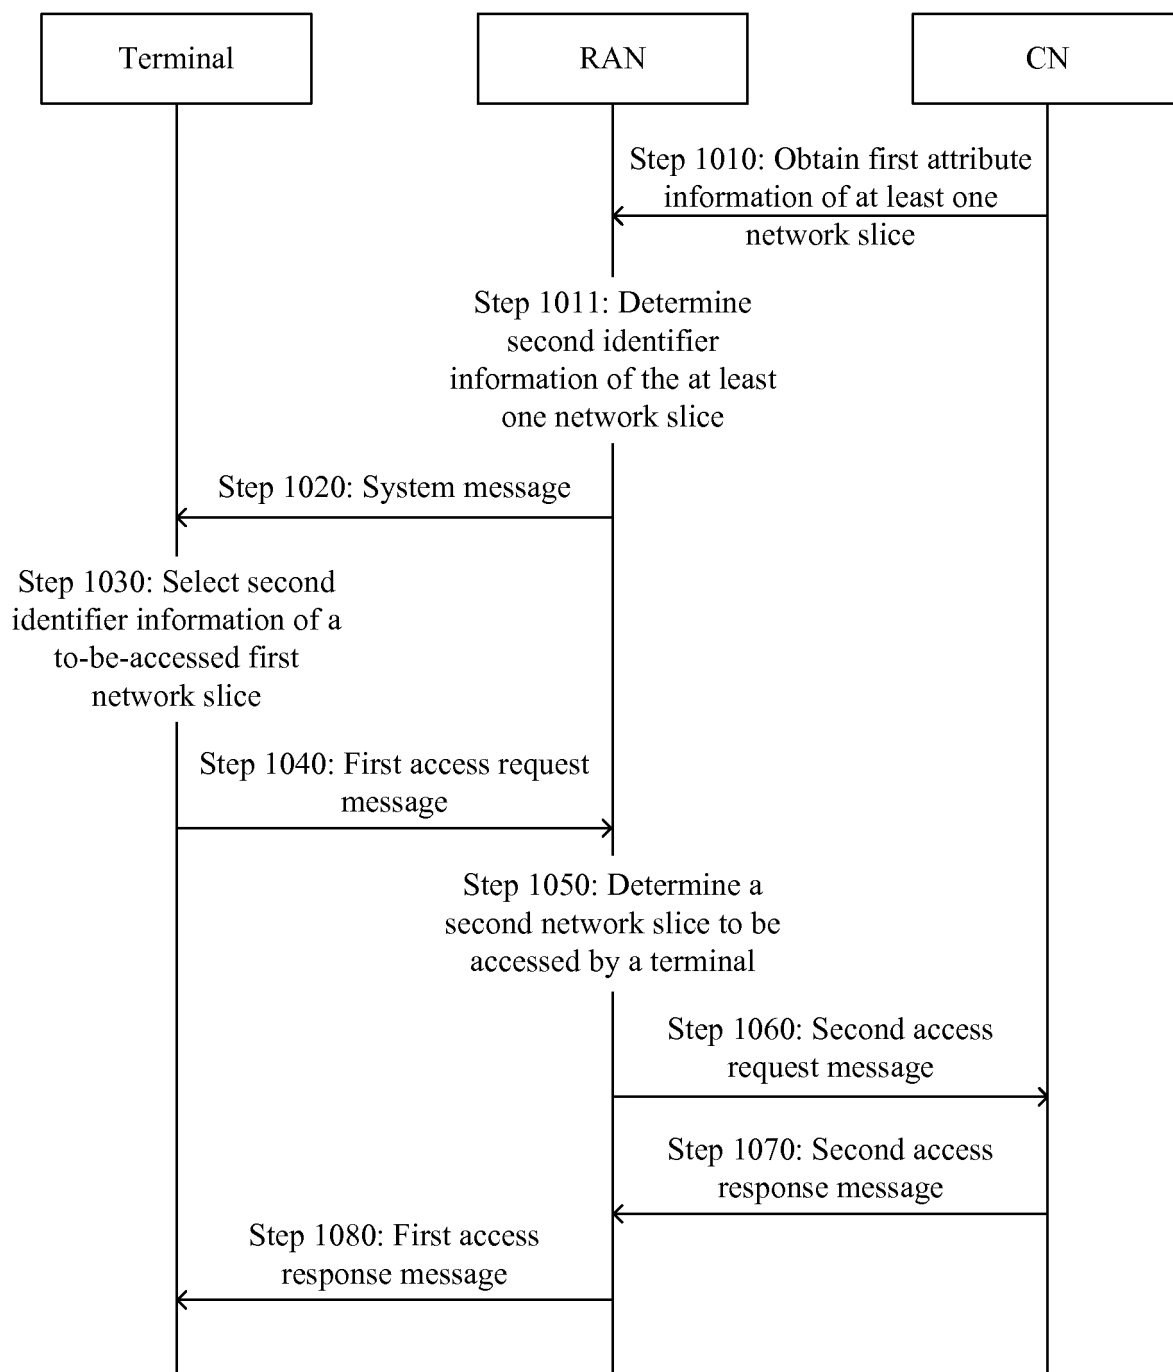 Terminal
RAN
CN
Step 1010: Obtain first attribute
information of at least one
network slice
Step 1011: Determine
second identifier
information of the at least
one network slice
Step 1020: System message
Step 1030: Select second
identifier information of a
to-be-accessed first
network slice
Step 1040: First access request
message
Step 1050: Determine a
second network slice to be
accessed by a terminal
Step 1060: Second access
request message
Step 1070: Second access
response message
Step 1080: First access
response message